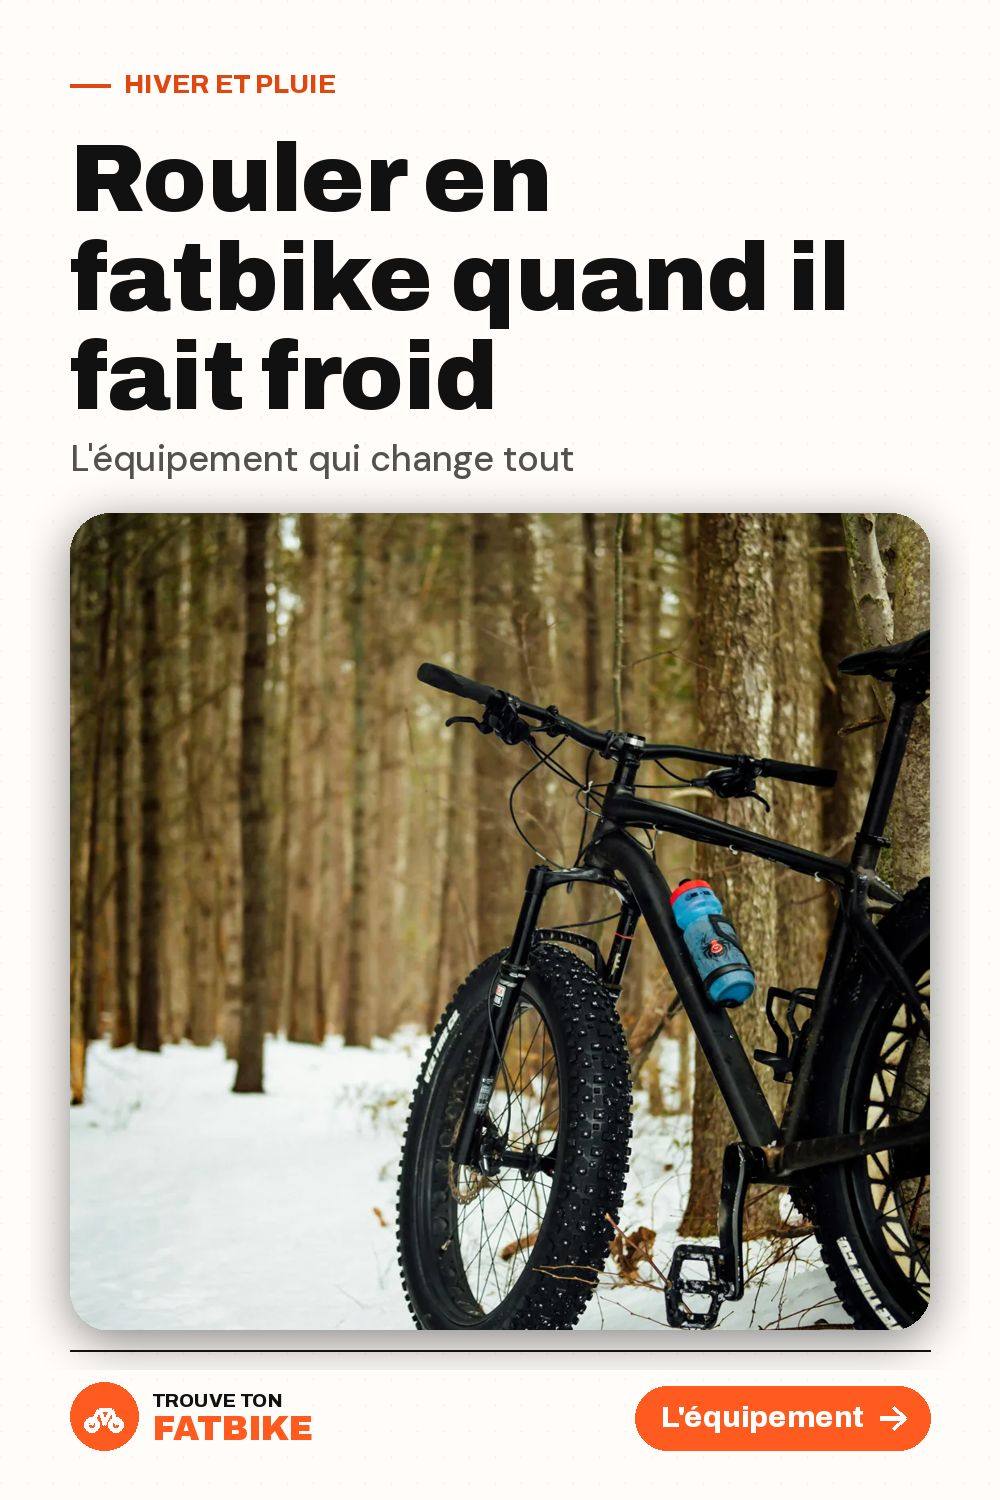 HIVER ET PLUIE
Rouler en
fatbike quand il
fait froid
L'équipement qui change tout
TROUVE TON
FATBIKE
L'équipement →